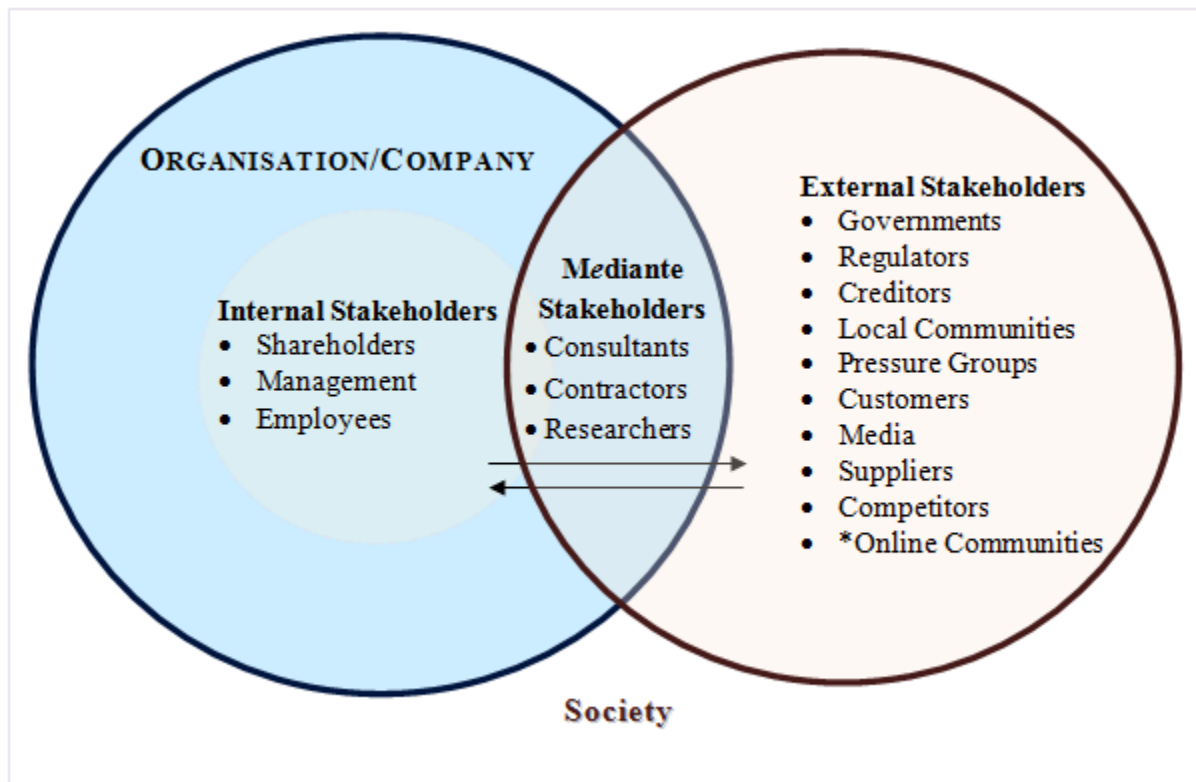 ORGANISATION/COMPANY
Internal Stakeholders
• Shareholders
• Management
• Employees
Mediante
Stakeholders
• Consultants
• Contractors
• Researchers
External Stakeholders
• Governments
• Regulators
• Creditors
• Local Communities
• Pressure Groups
• Customers
• Media
• Suppliers
• Competitors
• *Online Communities
Society